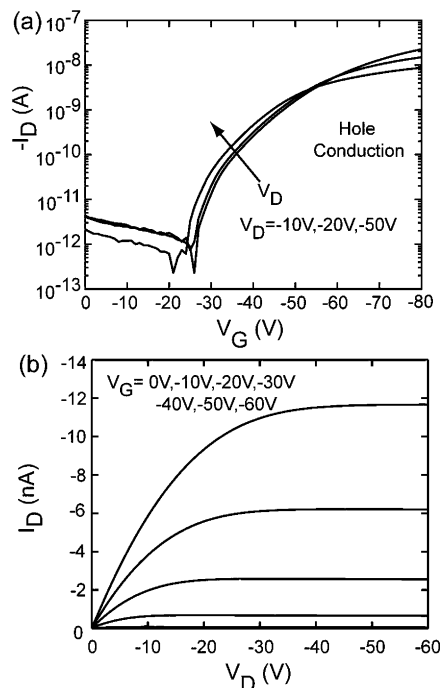 (a)
10⁻⁷
10⁻⁸
10⁻⁹
10⁻¹⁰
10⁻¹¹
10⁻¹²
10⁻¹³
-I_D (A)
Hole
Conduction
V_D
V_D=-10V,-20V,-50V
0 -10 -20 -30 -40 -50 -60 -70 -80
V_G (V)
(b)
-14
-12
-10
-8
-6
-4
-2
0
I_D (nA)
V_G= 0V,-10V,-20V,-30V
-40V,-50V,-60V
0 -10 -20 -30 -40 -50 -60
V_D (V)